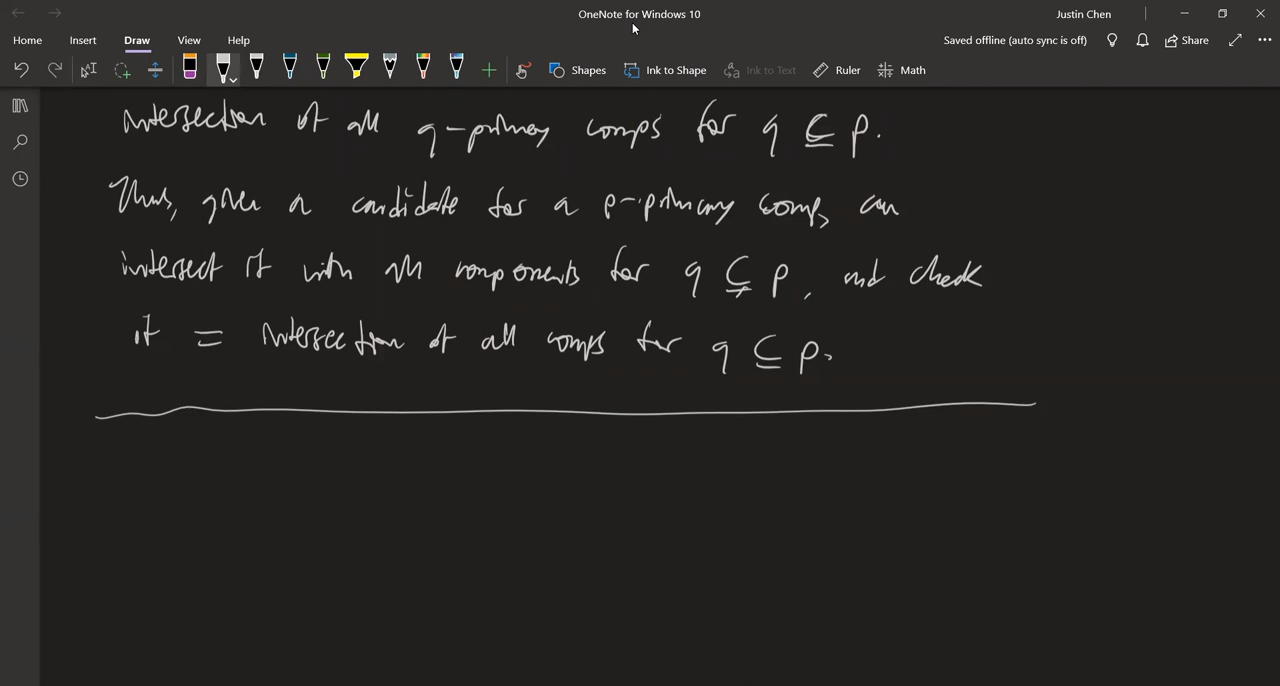 OneNote for Windows 10
Justin Chen
Home Insert Draw View Help
Saved offline (auto sync is off) Share
Shapes Ink to Shape Ink to Text Ruler Math
intersection of all q-primary comps for q ⊆ p.
Thus, given a candidate for a p-primary comp, can
intersect it with all components for q ⊊ p, and check
it = intersection of all comps for q ⊆ p.